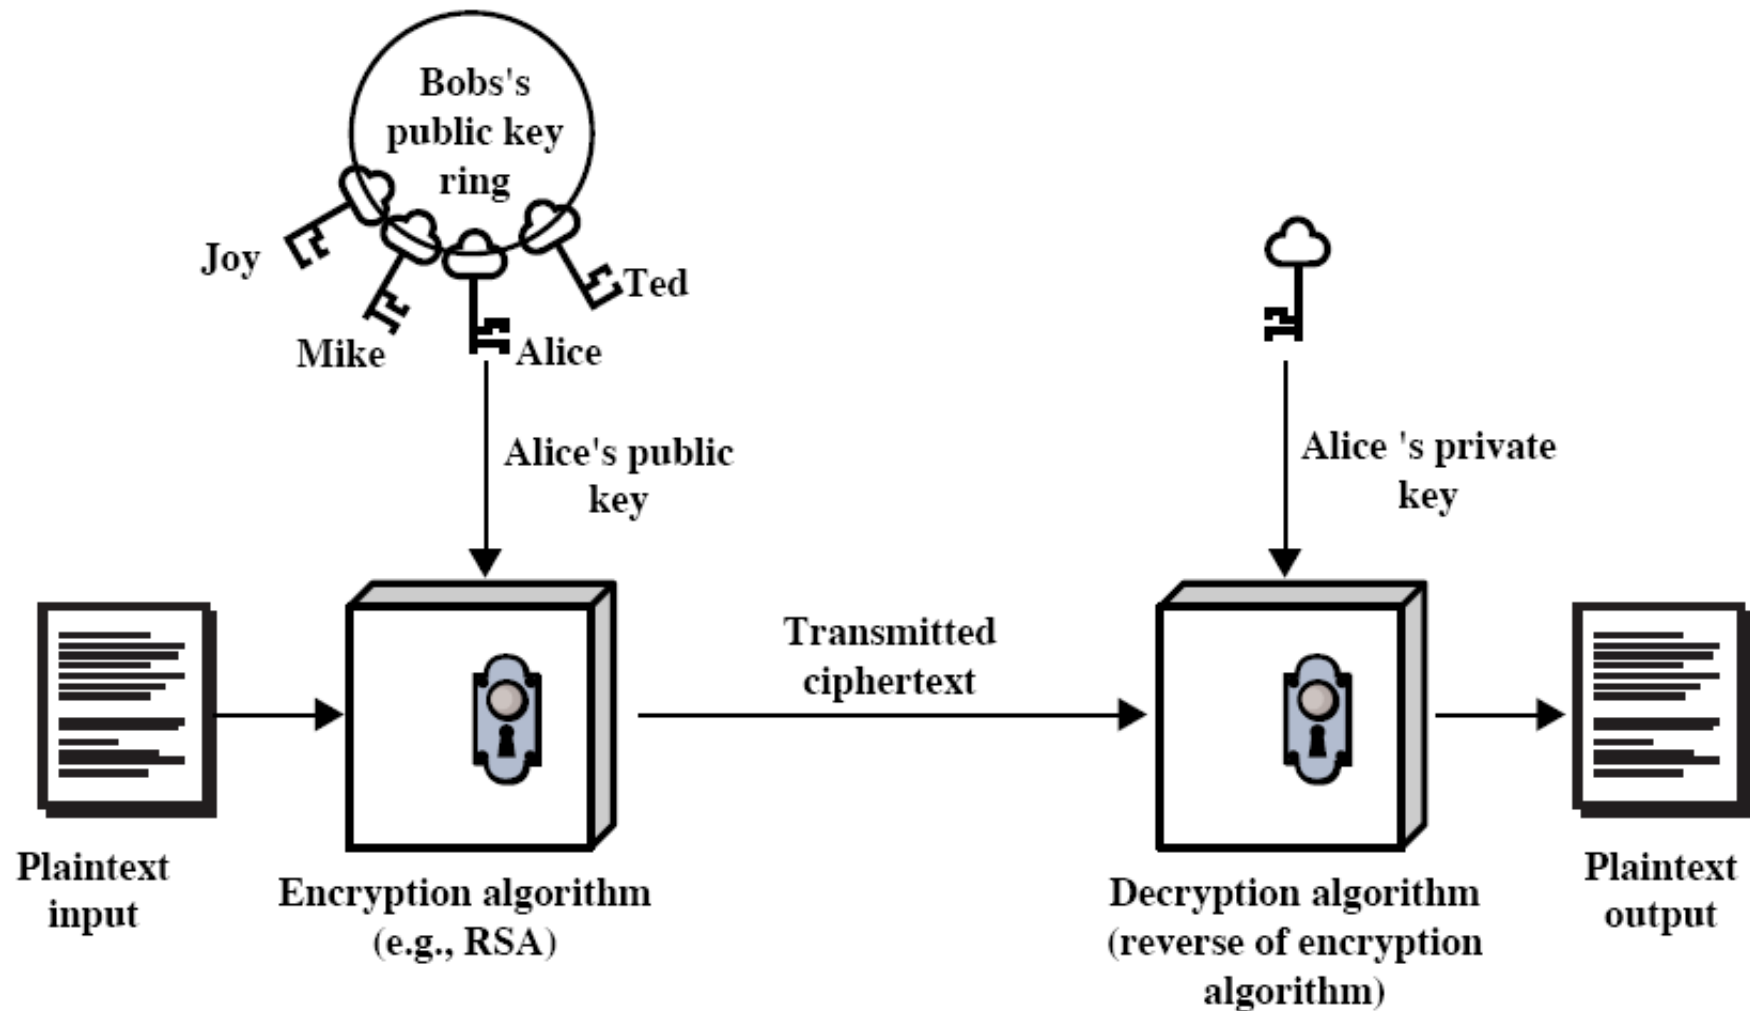 Bobs's
public key
ring
Joy
Ted
Mike
Alice
Alice's public
key
Alice 's private
key
Transmitted
ciphertext
Plaintext
input
Encryption algorithm
(e.g., RSA)
Decryption algorithm
(reverse of encryption
algorithm)
Plaintext
output